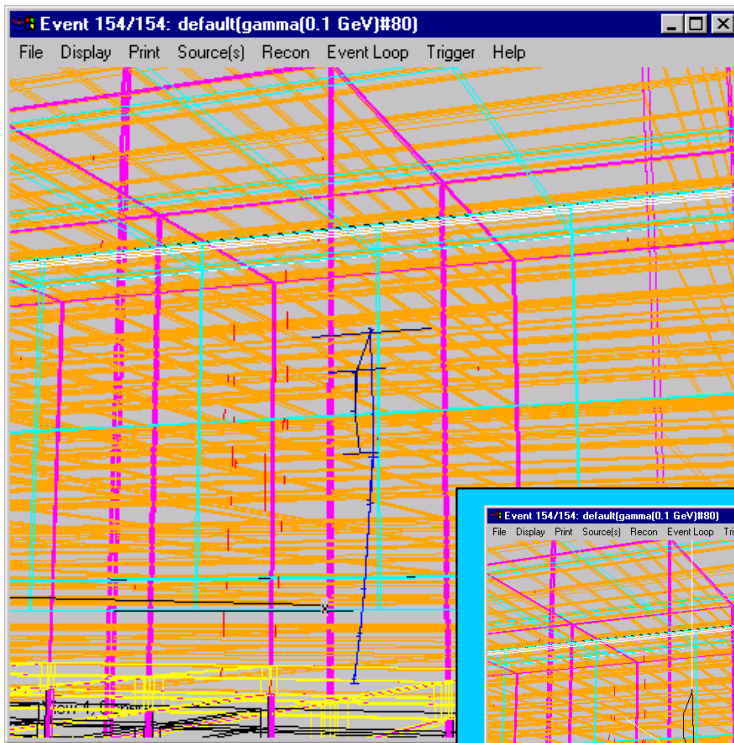 Event 154/154: default(gamma(0.1 GeV)#80)
File Display Print Source(s) Recon Event Loop Trigger Help
Event 154/154: default(gamma(0.1 GeV)#80)
File Display Print Source(s) Recon Event Loop